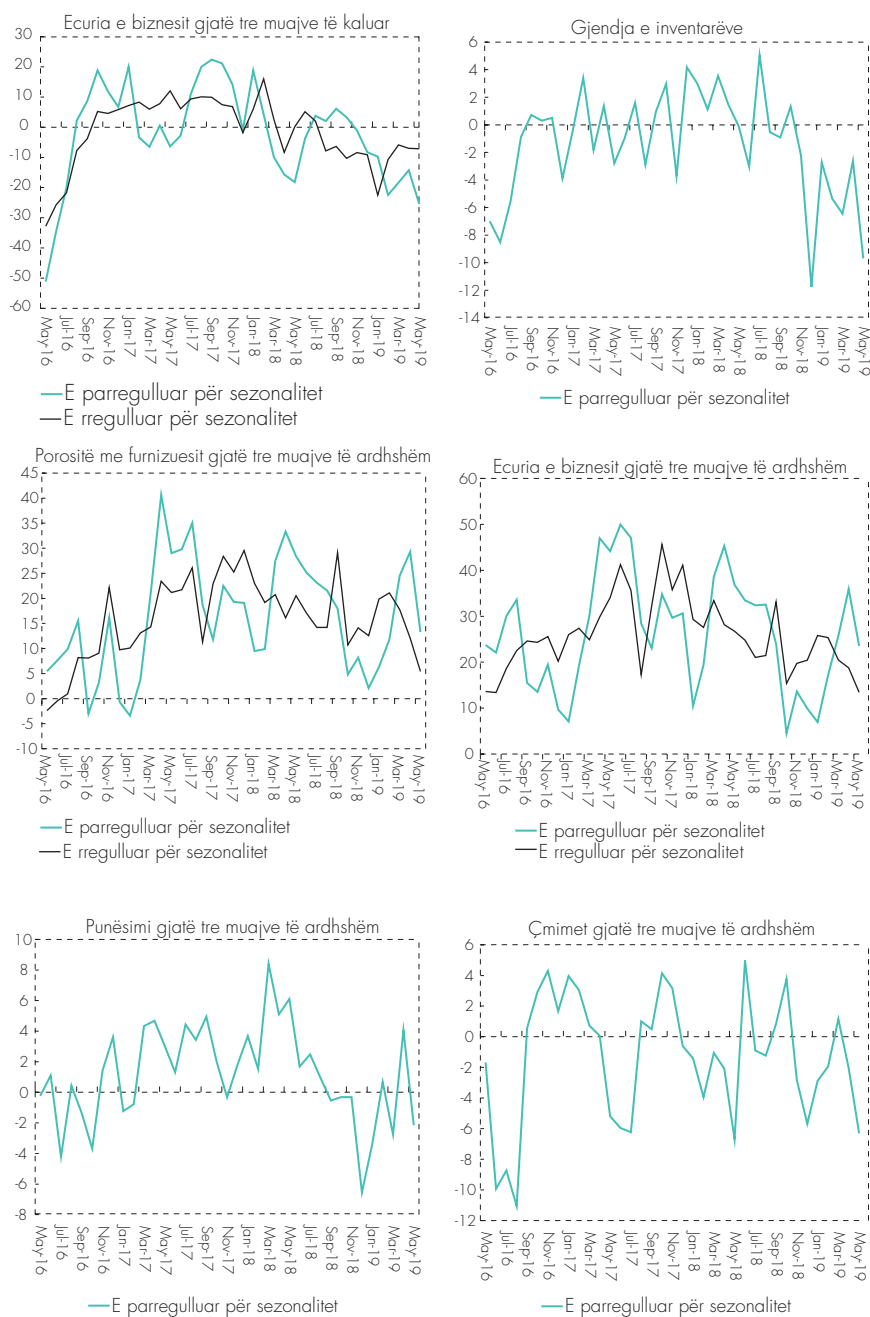 Ecuria e biznesit gjatë tre muajve të kaluar
30
20
10
0
-10
-20
-30
-40
-50
-60
May-16
Jul-16
Sep-16
Nov-16
Jan-17
Mar-17
May-17
Jul-17
Sep-17
Nov-17
Jan-18
Mar-18
May-18
Jul-18
Sep-18
Nov-18
Jan-19
Mar-19
May-19
E parregulluar për sezonalitet
E rregulluar për sezonalitet
Gjendja e inventarëve
6
4
2
0
-2
-4
-6
-8
-10
-12
-14
May-16
Jul-16
Sep-16
Nov-16
Jan-17
Mar-17
May-17
Jul-17
Sep-17
Nov-17
Jan-18
Mar-18
May-18
Jul-18
Sep-18
Nov-18
Jan-19
Mar-19
May-19
E parregulluar për sezonalitet
Porositë me furnizuesit gjatë tre muajve të ardhshëm
45
40
35
30
25
20
15
10
5
0
-5
-10
May-16
Jul-16
Sep-16
Nov-16
Jan-17
Mar-17
May-17
Jul-17
Sep-17
Nov-17
Jan-18
Mar-18
May-18
Jul-18
Sep-18
Nov-18
Jan-19
Mar-19
May-19
E parregulluar për sezonalitet
E rregulluar për sezonalitet
Ecuria e biznesit gjatë tre muajve të ardhshëm
60
50
40
30
20
10
0
May-16
Jul-16
Sep-16
Nov-16
Jan-17
Mar-17
May-17
Jul-17
Sep-17
Nov-17
Jan-18
Mar-18
May-18
Jul-18
Sep-18
Nov-18
Jan-19
Mar-19
May-19
E parregulluar për sezonalitet
E rregulluar për sezonalitet
Punësimi gjatë tre muajve të ardhshëm
10
8
6
4
2
0
-2
-4
-6
-8
May-16
Jul-16
Sep-16
Nov-16
Jan-17
Mar-17
May-17
Jul-17
Sep-17
Nov-17
Jan-18
Mar-18
May-18
Jul-18
Sep-18
Nov-18
Jan-19
Mar-19
May-19
E parregulluar për sezonalitet
Çmimet gjatë tre muajve të ardhshëm
6
4
2
0
-2
-4
-6
-8
-10
-12
May-16
Jul-16
Sep-16
Nov-16
Jan-17
Mar-17
May-17
Jul-17
Sep-17
Nov-17
Jan-18
Mar-18
May-18
Jul-18
Sep-18
Nov-18
Jan-19
Mar-19
May-19
E parregulluar për sezonalitet